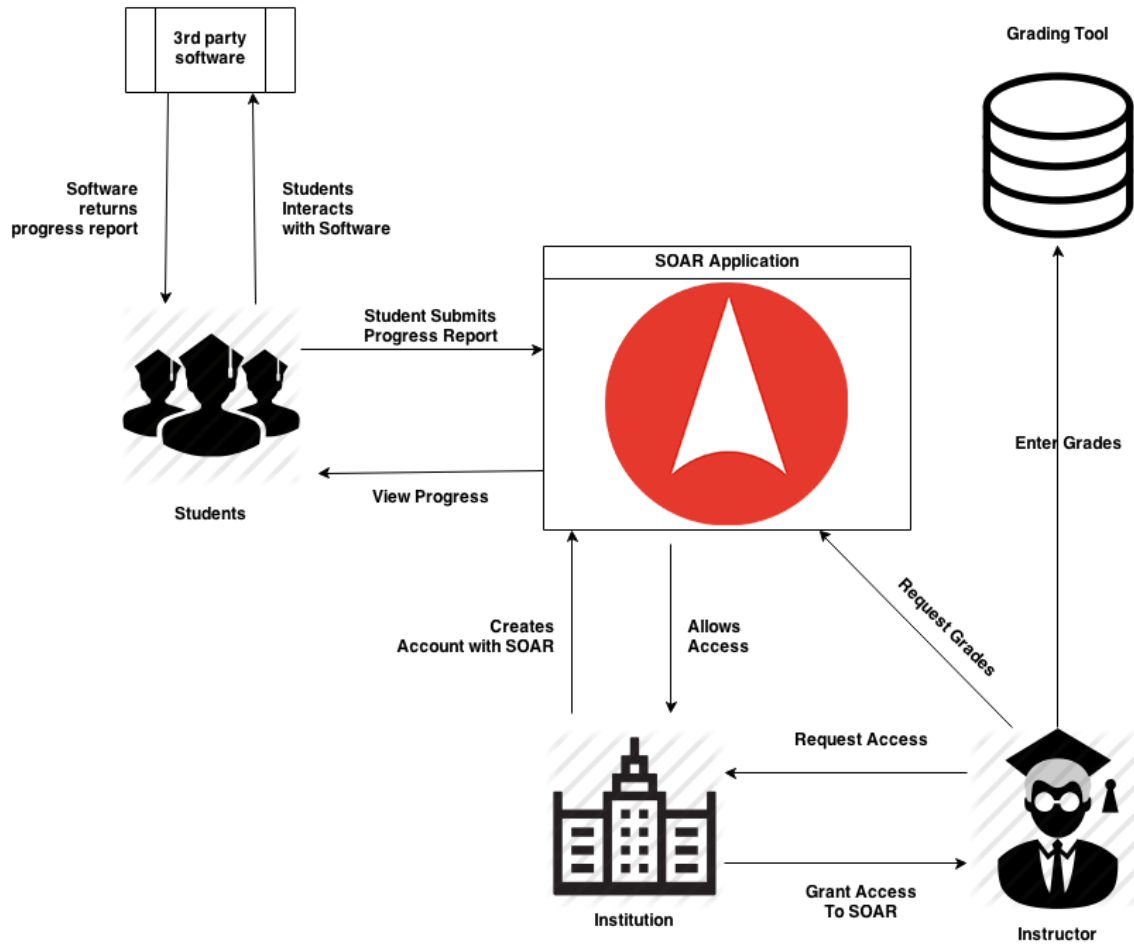 3rd party
software
Grading Tool
Software
returns
progress report
Students
Interacts
with Software
SOAR Application
Student Submits
Progress Report
Enter Grades
View Progress
Students
Request Grades
Creates
Account with SOAR
Allows
Access
Request Access
Grant Access
To SOAR
Institution
Instructor